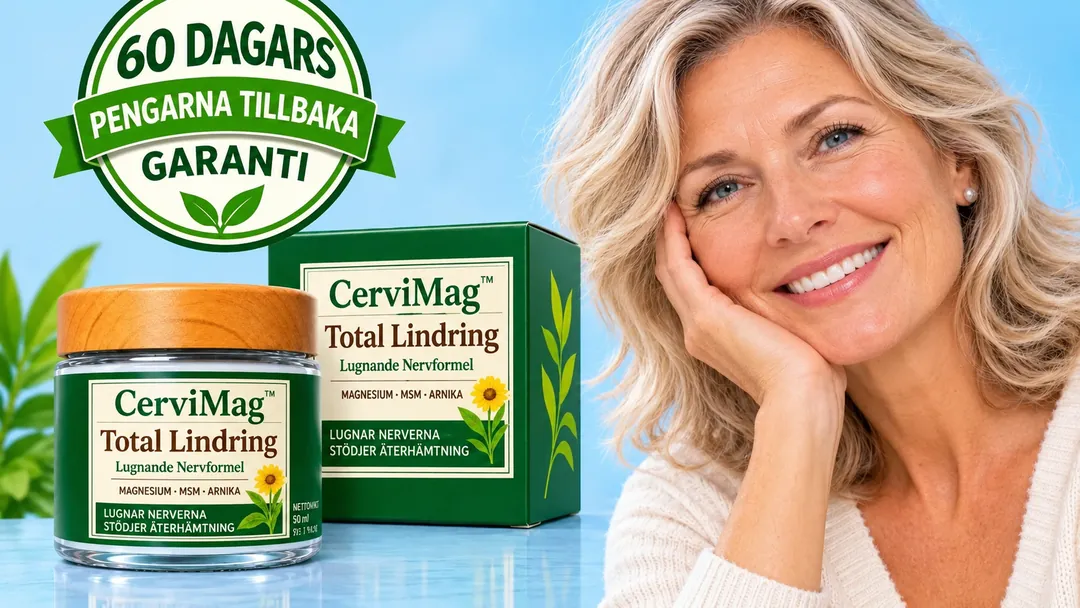 60 DAGARS
PENGARNA TILLBAKA
GARANTI
CerviMag™
Total Lindring
Lugnande Nervformel
MAGNESIUM · MSM · ARNIKA
LUGNAR NERVERNA
STÖDJER ÅTERHÄMTNING
CerviMag™
Total Lindring
Lugnande Nervformel
MAGNESIUM · MSM · ARNIKA
LUGNAR NERVERNA
STÖDJER ÅTERHÄMTNING
50 ml